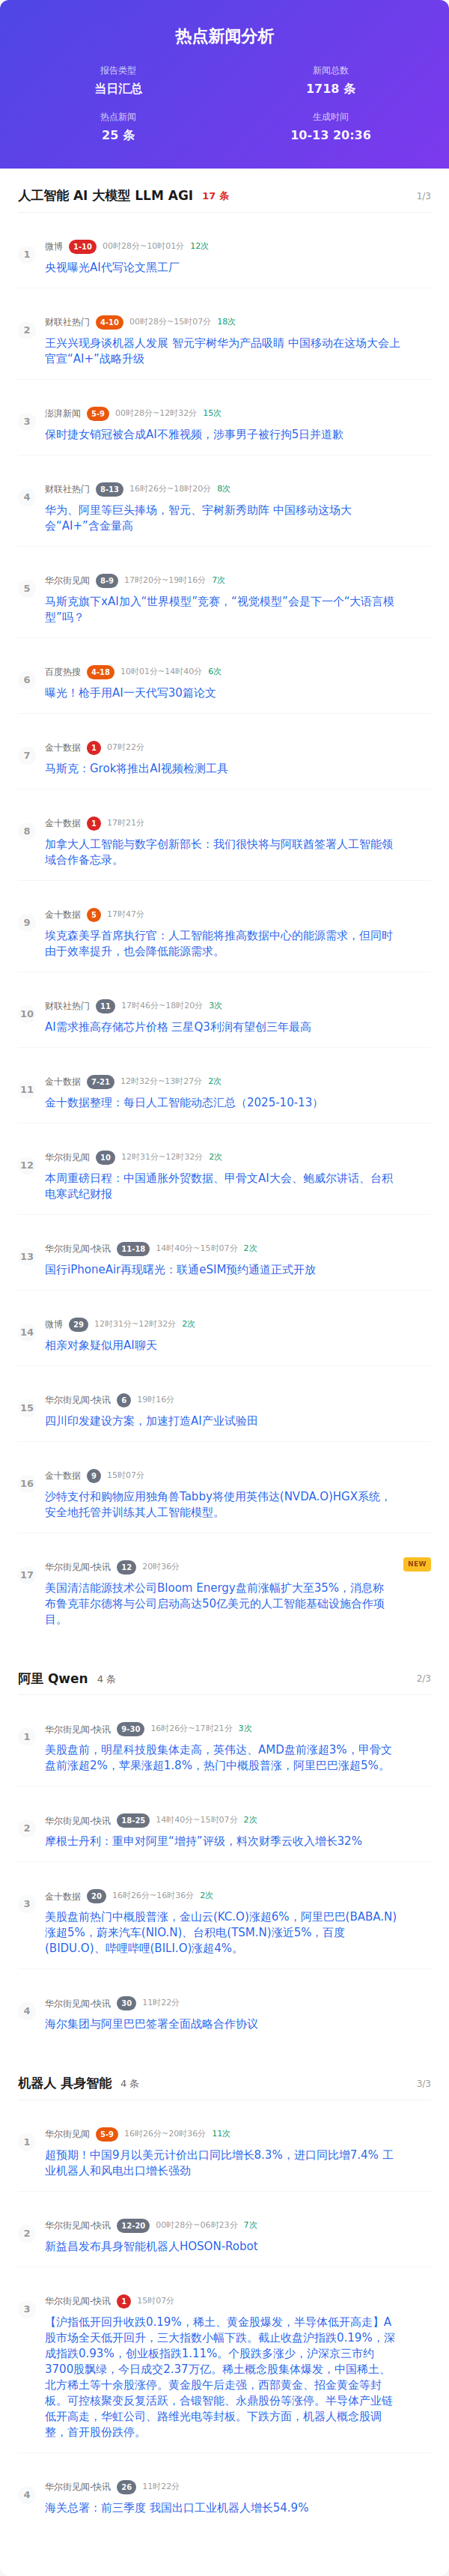 热点新闻分析
报告类型 新闻总数
当日汇总 1718 条
热点新闻 生成时间
25 条 10-13 20:36
人工智能 AI 大模型 LLM AGI 17 条 1/3
1 微博 1-10 00时28分~10时01分 12次
央视曝光AI代写论文黑工厂
2 财联社热门 4-10 00时28分~15时07分 18次
王兴兴现身谈机器人发展 智元宇树华为产品吸睛 中国移动在这场大会上
官宣“AI+”战略升级
3 澎湃新闻 5-9 00时28分~12时32分 15次
保时捷女销冠被合成AI不雅视频，涉事男子被行拘5日并道歉
4 财联社热门 8-13 16时26分~18时20分 8次
华为、阿里等巨头捧场，智元、宇树新秀助阵 中国移动这场大
会“AI+”含金量高
5 华尔街见闻 8-9 17时20分~19时16分 7次
马斯克旗下xAI加入“世界模型”竞赛，“视觉模型”会是下一个“大语言模
型”吗？
6 百度热搜 4-18 10时01分~14时40分 6次
曝光！枪手用AI一天代写30篇论文
7 金十数据 1 07时22分
马斯克：Grok将推出AI视频检测工具
8 金十数据 1 17时21分
加拿大人工智能与数字创新部长：我们很快将与阿联酋签署人工智能领
域合作备忘录。
9 金十数据 5 17时47分
埃克森美孚首席执行官：人工智能将推高数据中心的能源需求，但同时
由于效率提升，也会降低能源需求。
10 财联社热门 11 17时46分~18时20分 3次
AI需求推高存储芯片价格 三星Q3利润有望创三年最高
11 金十数据 7-21 12时32分~13时27分 2次
金十数据整理：每日人工智能动态汇总（2025-10-13）
12 华尔街见闻 10 12时31分~12时32分 2次
本周重磅日程：中国通胀外贸数据、甲骨文AI大会、鲍威尔讲话、台积
电寒武纪财报
13 华尔街见闻-快讯 11-18 14时40分~15时07分 2次
国行iPhoneAir再现曙光：联通eSIM预约通道正式开放
14 微博 29 12时31分~12时32分 2次
相亲对象疑似用AI聊天
15 华尔街见闻-快讯 6 19时16分
四川印发建设方案，加速打造AI产业试验田
16 金十数据 9 15时07分
沙特支付和购物应用独角兽Tabby将使用英伟达(NVDA.O)HGX系统，
安全地托管并训练其人工智能模型。
17 华尔街见闻-快讯 12 20时36分 NEW
美国清洁能源技术公司Bloom Energy盘前涨幅扩大至35%，消息称
布鲁克菲尔德将与公司启动高达50亿美元的人工智能基础设施合作项
目。
阿里 Qwen 4 条 2/3
1 华尔街见闻-快讯 9-30 16时26分~17时21分 3次
美股盘前，明星科技股集体走高，英伟达、AMD盘前涨超3%，甲骨文
盘前涨超2%，苹果涨超1.8%，热门中概股普涨，阿里巴巴涨超5%。
2 华尔街见闻-快讯 18-25 14时40分~15时07分 2次
摩根士丹利：重申对阿里“增持”评级，料次财季云收入增长32%
3 金十数据 20 16时26分~16时36分 2次
美股盘前热门中概股普涨，金山云(KC.O)涨超6%，阿里巴巴(BABA.N)
涨超5%，蔚来汽车(NIO.N)、台积电(TSM.N)涨近5%，百度
(BIDU.O)、哔哩哔哩(BILI.O)涨超4%。
4 华尔街见闻-快讯 30 11时22分
海尔集团与阿里巴巴签署全面战略合作协议
机器人 具身智能 4 条 3/3
1 华尔街见闻 5-9 16时26分~20时36分 11次
超预期！中国9月以美元计价出口同比增长8.3%，进口同比增7.4% 工
业机器人和风电出口增长强劲
2 华尔街见闻-快讯 12-20 00时28分~06时23分 7次
新益昌发布具身智能机器人HOSON-Robot
3 华尔街见闻-快讯 1 15时07分
【沪指低开回升收跌0.19%，稀土、黄金股爆发，半导体低开高走】A
股市场全天低开回升，三大指数小幅下跌。截止收盘沪指跌0.19%，深
成指跌0.93%，创业板指跌1.11%。个股跌多涨少，沪深京三市约
3700股飘绿，今日成交2.37万亿。稀土概念股集体爆发，中国稀土、
北方稀土等十余股涨停。黄金股午后走强，西部黄金、招金黄金等封
板。可控核聚变反复活跃，合锻智能、永鼎股份等涨停。半导体产业链
低开高走，华虹公司、路维光电等封板。下跌方面，机器人概念股调
整，首开股份跌停。
4 华尔街见闻-快讯 26 11时22分
海关总署：前三季度 我国出口工业机器人增长54.9%